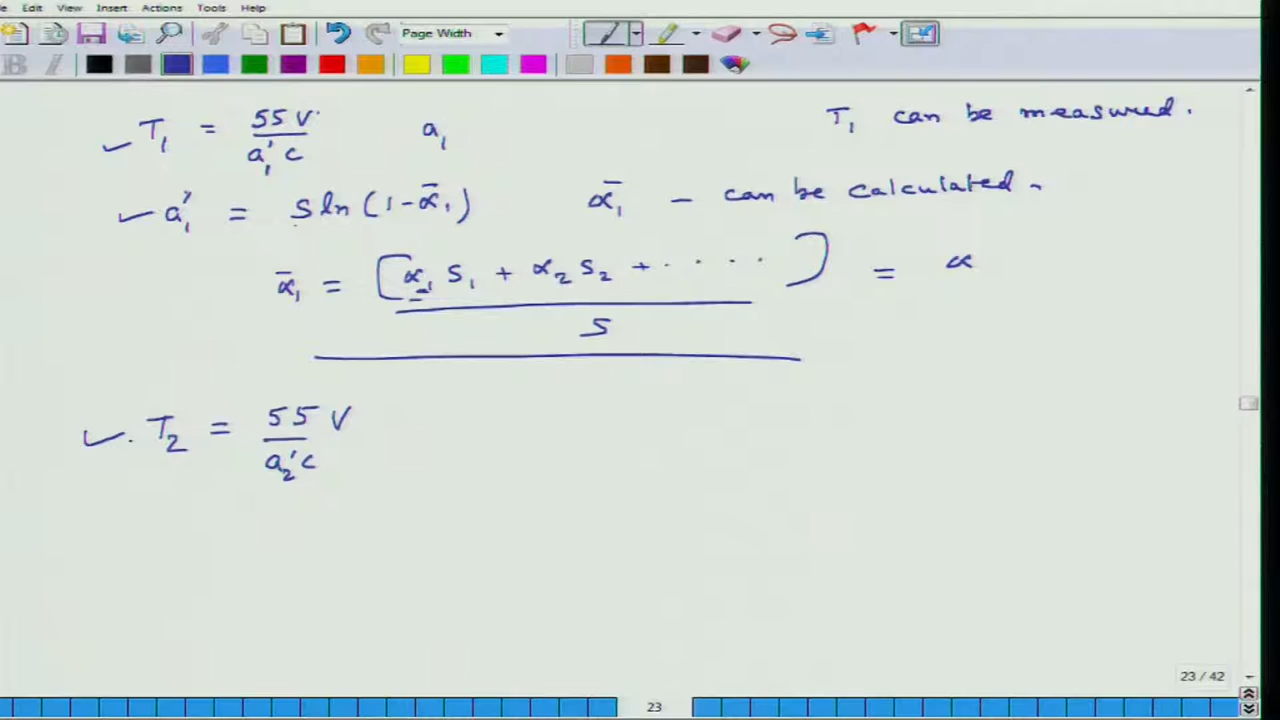 Edit View Insert Actions Tools Help
Page Width
T₁ = 55 V / a₁' c a₁ T₁ can be measured.
a₁' = S ln (1 - ᾱ₁) ᾱ₁ - can be calculated -
ᾱ₁ = [α₁ S₁ + α₂ S₂ + . . . . .] / S = α
T₂ = 55 V / a₂' c
23 / 42
23